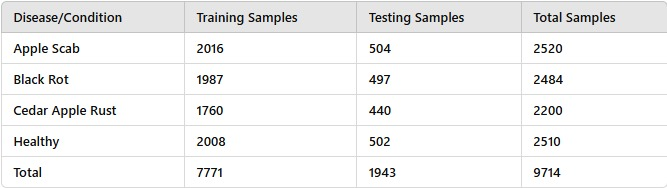 Disease/Condition Training Samples Testing Samples Total Samples
Apple Scab 2016 504 2520
Black Rot 1987 497 2484
Cedar Apple Rust 1760 440 2200
Healthy 2008 502 2510
Total 7771 1943 9714